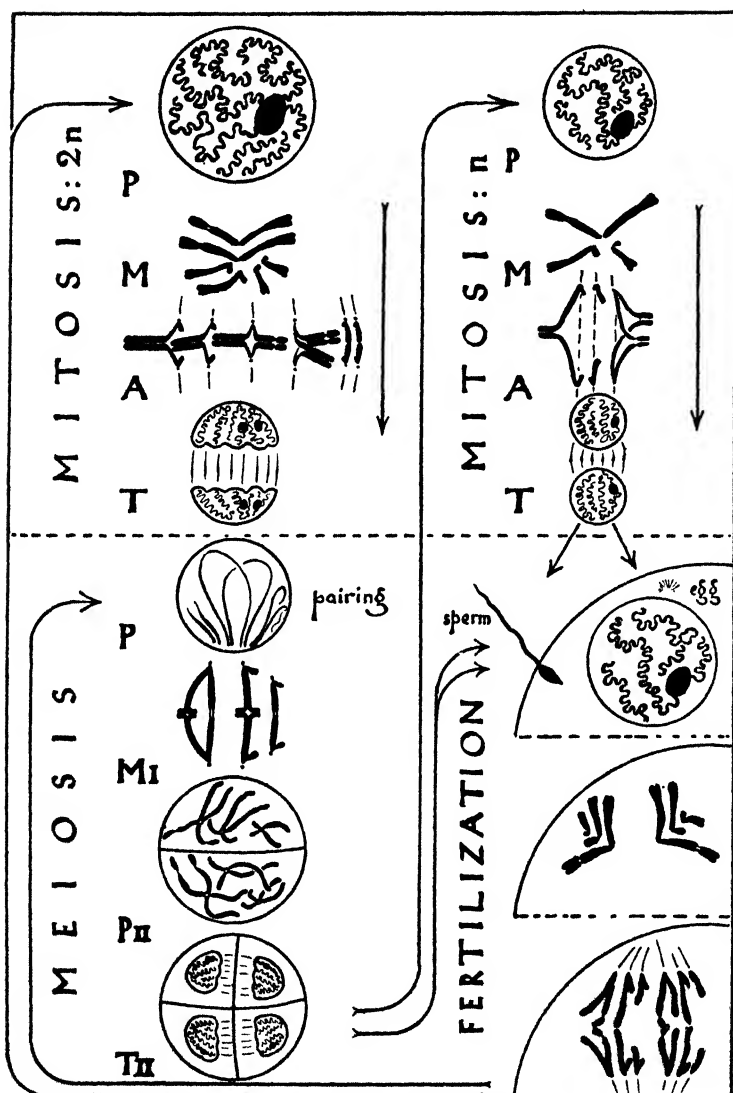 MITOSIS: 2n
P
M
A
T
MITOSIS: n
P
M
A
T
MEIOSIS
P
pairing
MI
PII
TII
FERTILIZATION
sperm
egg